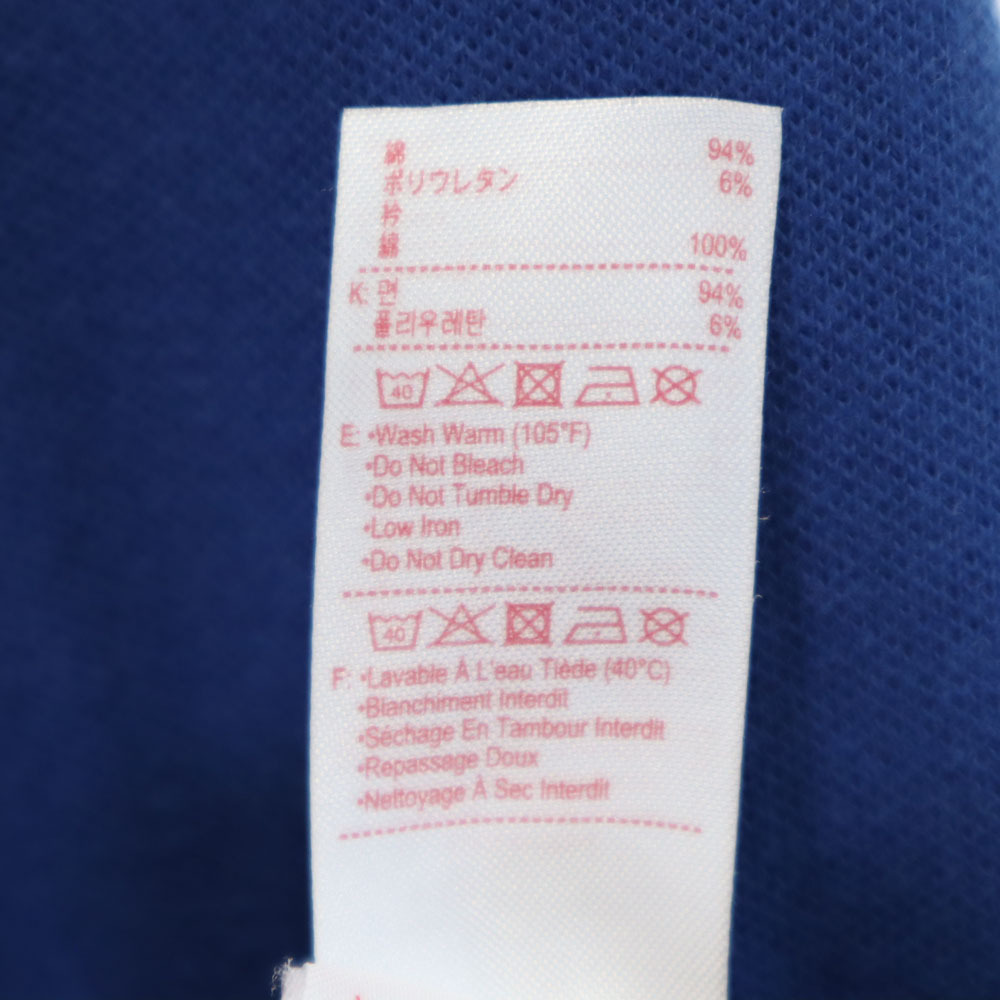 綿 94%
ポリウレタン 6%
衿
綿 100%
K: 면 94%
폴리우레탄 6%
40
E: •Wash Warm (105°F)
•Do Not Bleach
•Do Not Tumble Dry
•Low Iron
•Do Not Dry Clean
40
F: •Lavable À L'eau Tiède (40°C)
•Blanchiment Interdit
•Séchage En Tambour Interdit
•Repassage Doux
•Nettoyage À Sec Interdit